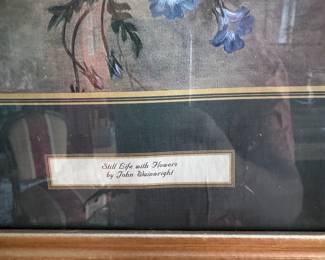 Still Life with Flowers
by John Wainwright